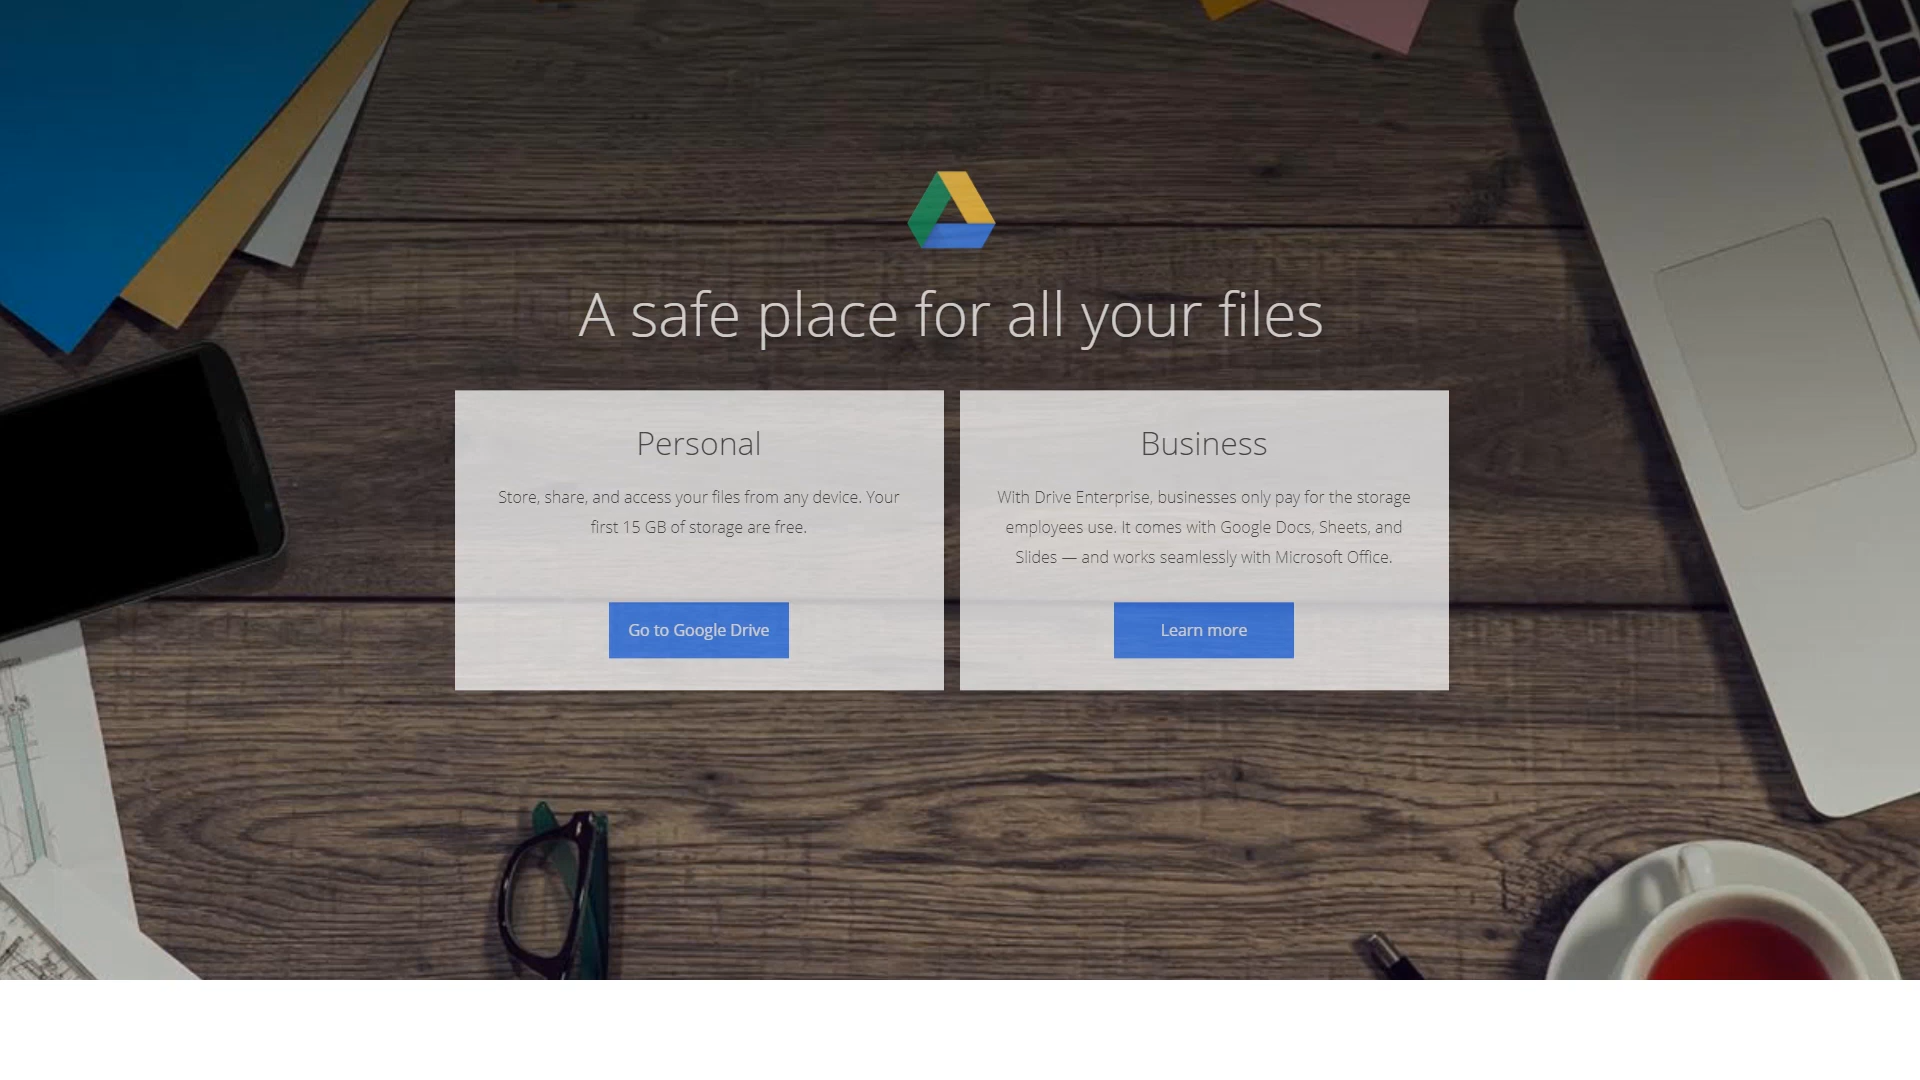 A safe place for all your files
Personal
Store, share, and access your files from any device. Your
first 15 GB of storage are free.
Go to Google Drive
Business
With Drive Enterprise, businesses only pay for the storage
employees use. It comes with Google Docs, Sheets, and
Slides — and works seamlessly with Microsoft Office.
Learn more